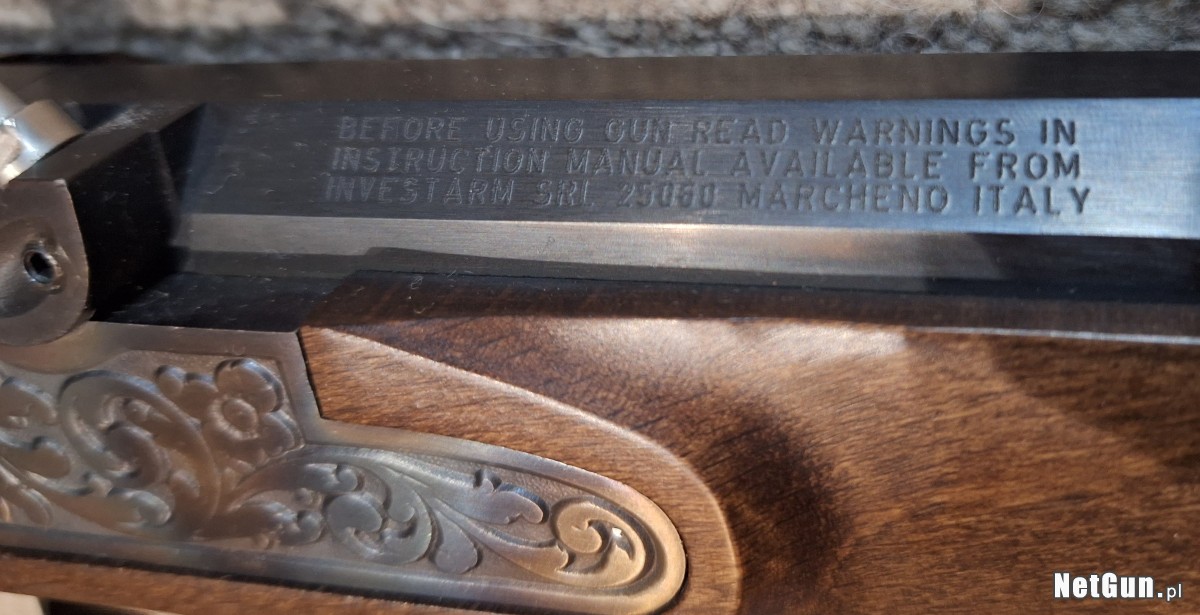 BEFORE USING GUN READ WARNINGS IN
INSTRUCTION MANUAL AVAILABLE FROM
INVESTARM SRL 25060 MARCHENO ITALY
NetGun.pl